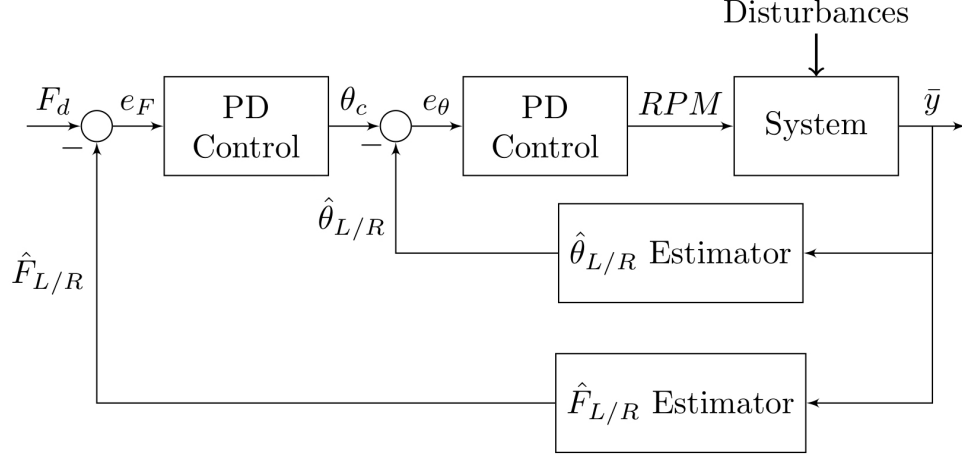 Disturbances
F_d
−
e_F
PD
Control
θ_c
−
e_θ
PD
Control
RPM
System
ȳ
θ̂_{L/R}
θ̂_{L/R} Estimator
F̂_{L/R}
F̂_{L/R} Estimator